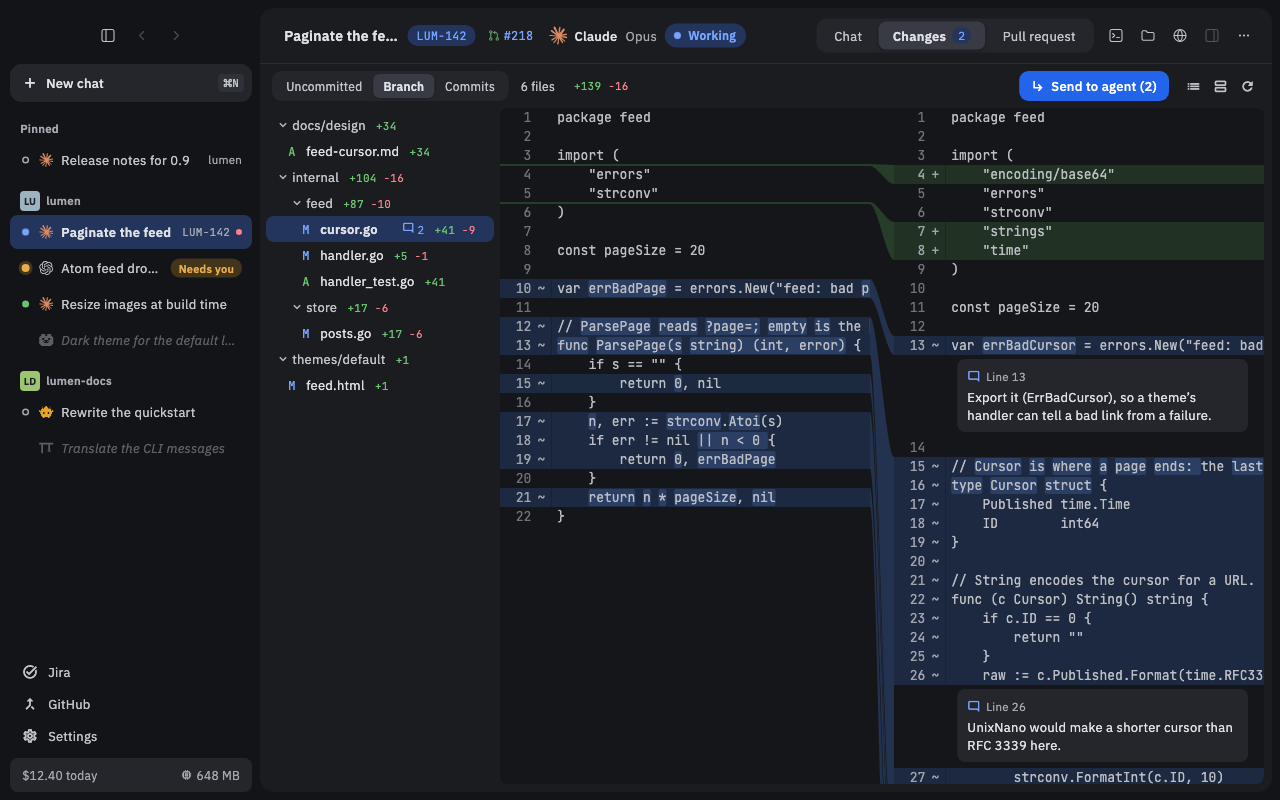 Paginate the fe... LUM-142 #218 Claude Opus Working Chat Changes 2 Pull request
New chat ⌘N
Pinned
Release notes for 0.9 lumen
LU lumen
Paginate the feed LUM-142
Atom feed dro... Needs you
Resize images at build time
Dark theme for the default l...
LD lumen-docs
Rewrite the quickstart
Translate the CLI messages
Jira
GitHub
Settings
$12.40 today 648 MB
Uncommitted Branch Commits 6 files +139 -16 Send to agent (2)
docs/design +34
A feed-cursor.md +34
internal +104 -16
feed +87 -10
M cursor.go 2 +41 -9
M handler.go +5 -1
A handler_test.go +41
store +17 -6
M posts.go +17 -6
themes/default +1
M feed.html +1
1 package feed
2
3 import (
4 "errors"
5 "strconv"
6 )
7
8 const pageSize = 20
9
10 ~ var errBadPage = errors.New("feed: bad p
11
12 ~ // ParsePage reads ?page=; empty is the
13 ~ func ParsePage(s string) (int, error) {
14 if s == "" {
15 ~ return 0, nil
16 }
17 ~ n, err := strconv.Atoi(s)
18 ~ if err != nil || n < 0 {
19 ~ return 0, errBadPage
20 }
21 ~ return n * pageSize, nil
22 }
1 package feed
2
3 import (
4 + "encoding/base64"
5 "errors"
6 "strconv"
7 + "strings"
8 + "time"
9 )
10
11 const pageSize = 20
12
13 ~ var errBadCursor = errors.New("feed: bad
Line 13
Export it (ErrBadCursor), so a theme's
handler can tell a bad link from a failure.
14
15 ~ // Cursor is where a page ends: the last
16 ~ type Cursor struct {
17 ~ Published time.Time
18 ~ ID int64
19 ~ }
20 ~
21 ~ // String encodes the cursor for a URL.
22 ~ func (c Cursor) String() string {
23 ~ if c.ID == 0 {
24 ~ return ""
25 ~ }
26 ~ raw := c.Published.Format(time.RFC33
Line 26
UnixNano would make a shorter cursor than
RFC 3339 here.
27 ~ strconv.FormatInt(c.ID, 10)